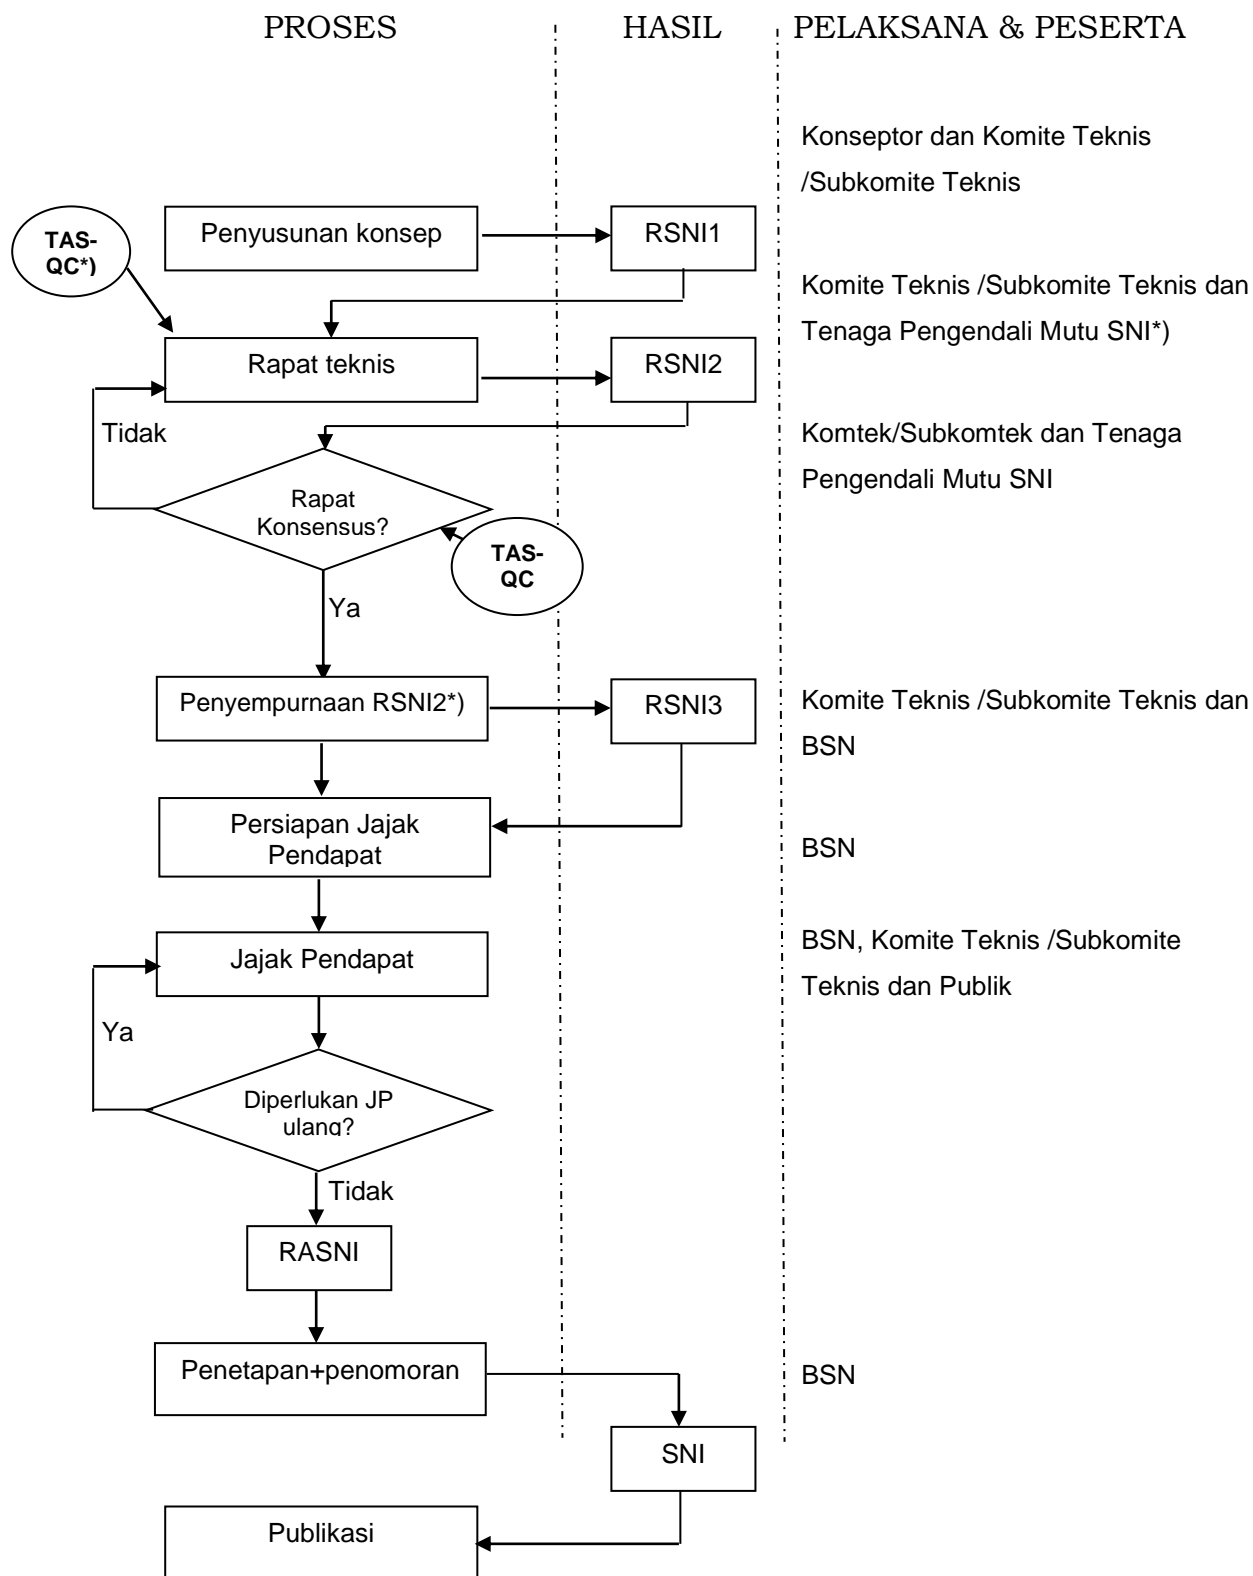 PROSES
HASIL
PELAKSANA & PESERTA
Konseptor dan Komite Teknis
/Subkomite Teknis
TAS-
QC*)
Penyusunan konsep
RSNI1
Komite Teknis /Subkomite Teknis dan
Tenaga Pengendali Mutu SNI*)
Rapat teknis
RSNI2
Tidak
Komtek/Subkomtek dan Tenaga
Pengendali Mutu SNI
Rapat
Konsensus?
TAS-
QC
Ya
Penyempurnaan RSNI2*)
RSNI3
Komite Teknis /Subkomite Teknis dan
BSN
Persiapan Jajak
Pendapat
BSN
Jajak Pendapat
BSN, Komite Teknis /Subkomite
Teknis dan Publik
Ya
Diperlukan JP
ulang?
Tidak
RASNI
Penetapan+penomoran
BSN
SNI
Publikasi